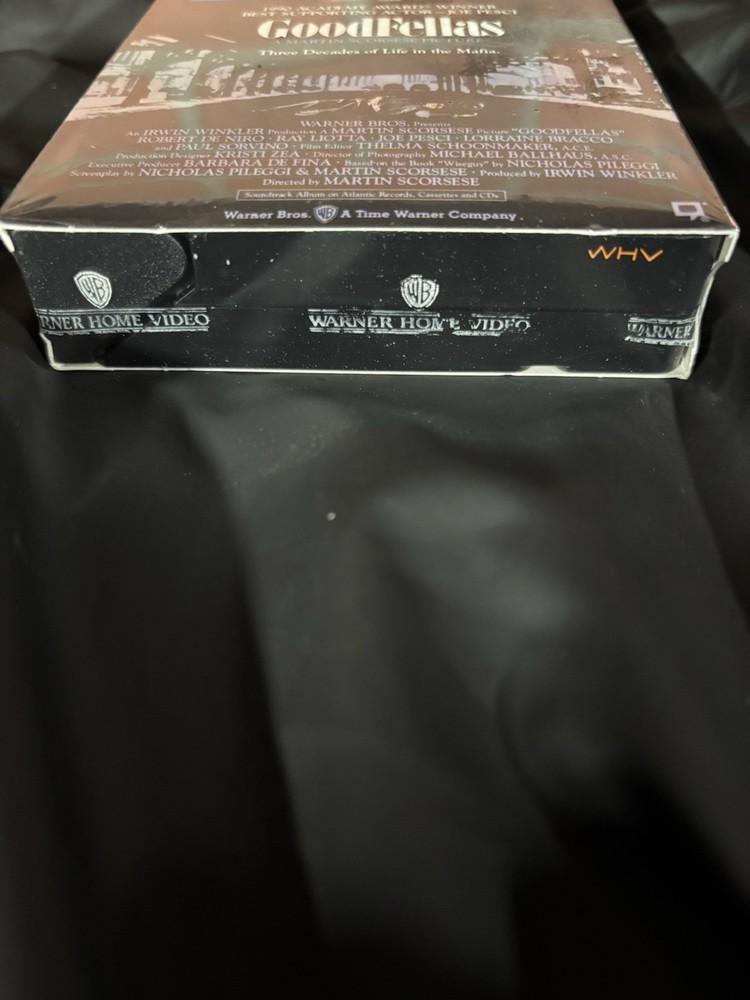 1990 ACADEMY AWARD® WINNER
BEST SUPPORTING ACTOR – JOE PESCI
GoodFellas
A MARTIN SCORSESE PICTURE
Three Decades of Life in the Mafia.
WARNER BROS. Presents
An IRWIN WINKLER Production A MARTIN SCORSESE Picture "GOODFELLAS"
ROBERT DE NIRO · RAY LIOTTA · JOE PESCI · LORRAINE BRACCO
and PAUL SORVINO · Film Editor THELMA SCHOONMAKER, A.C.E.
Production Designer KRISTI ZEA · Director of Photography MICHAEL BALLHAUS, A.S.C.
Executive Producer BARBARA DE FINA · Based on the Book "Wiseguy" by NICHOLAS PILEGGI
Screenplay by NICHOLAS PILEGGI & MARTIN SCORSESE · Produced by IRWIN WINKLER
Directed by MARTIN SCORSESE
Soundtrack Album on Atlantic Records, Cassettes and CDs
Warner Bros. WB A Time Warner Company
WHV
WB WB
RNER HOME VIDEO WARNER HOME VIDEO WARNER